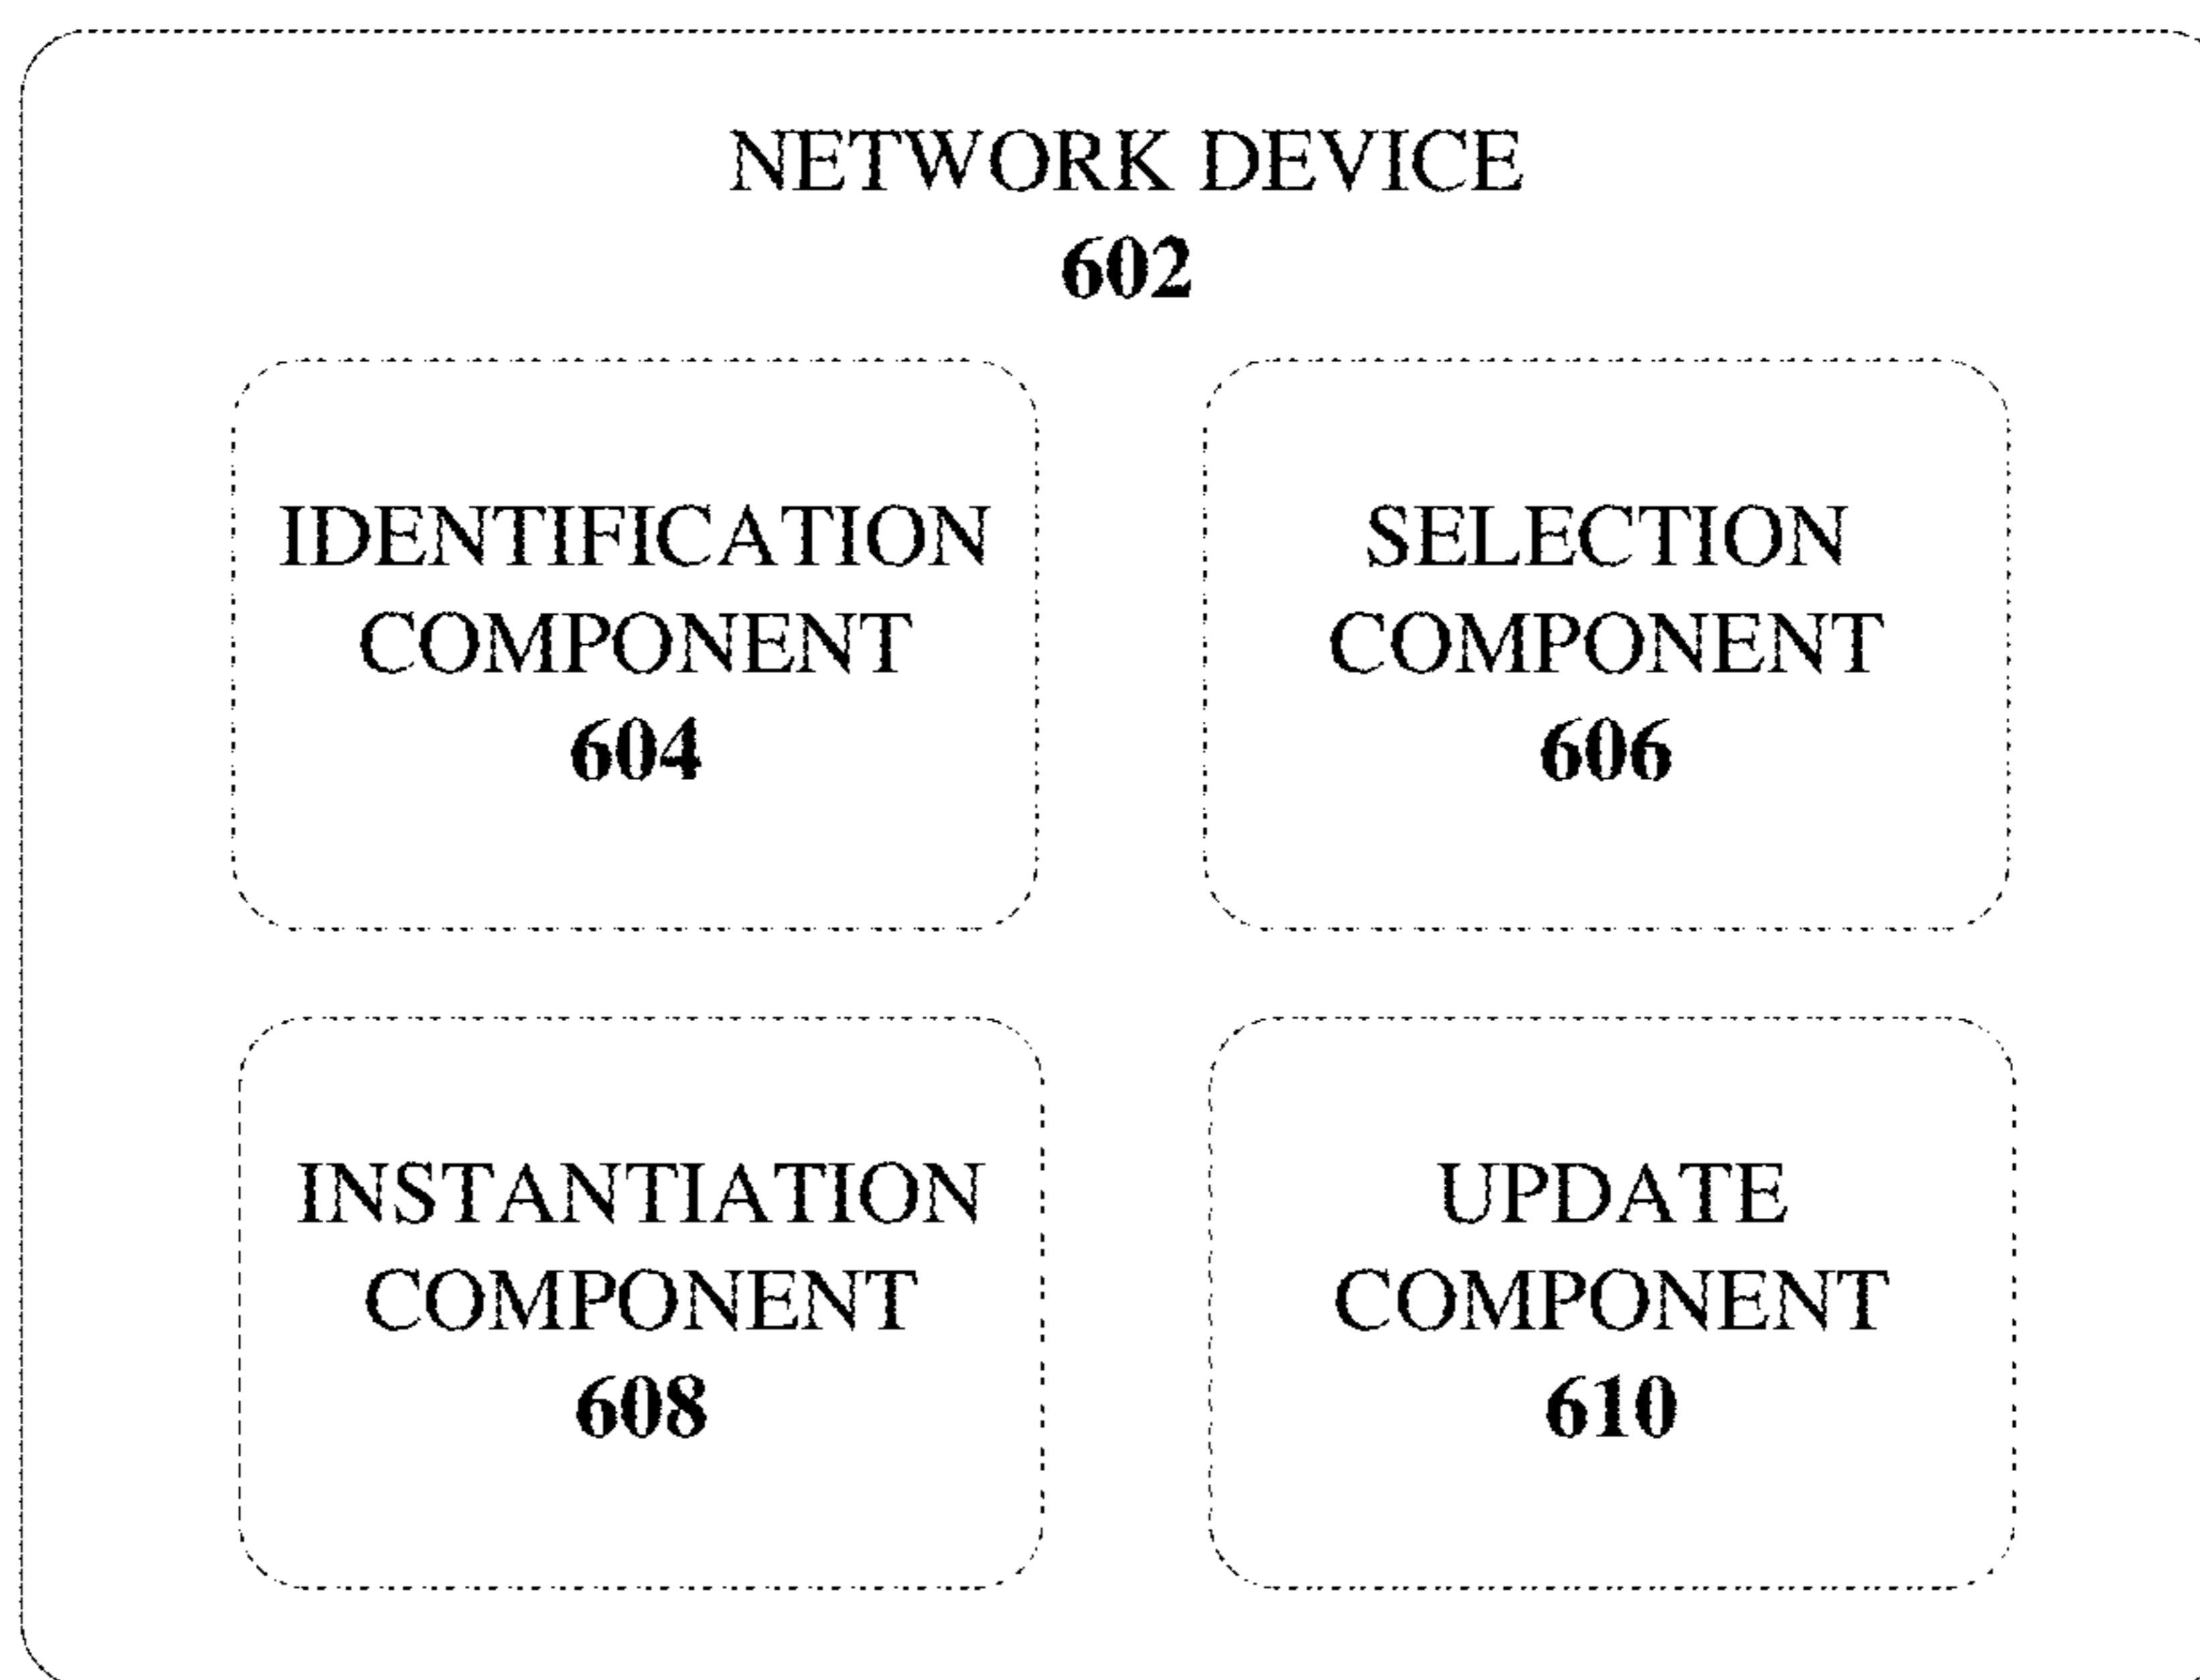 NETWORK DEVICE
602
IDENTIFICATION
COMPONENT
604
SELECTION
COMPONENT
606
INSTANTIATION
COMPONENT
608
UPDATE
COMPONENT
610